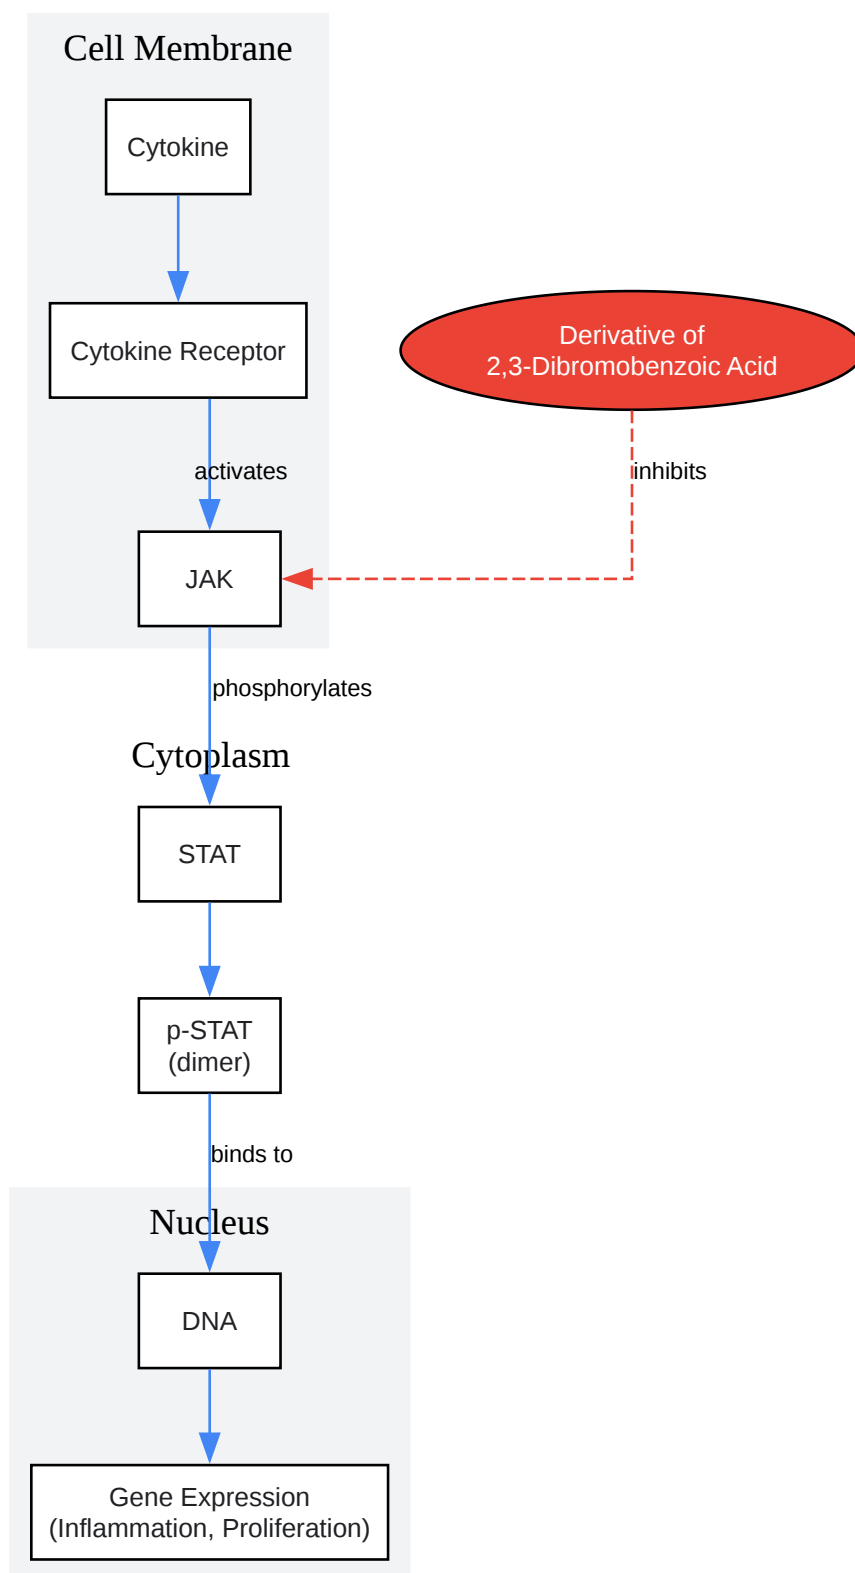 Cell Membrane
Cytokine
Cytokine Receptor
Derivative of
2,3-Dibromobenzoic Acid
activates
inhibits
JAK
phosphorylates
Cytoplasm
STAT
p-STAT
(dimer)
binds to
Nucleus
DNA
Gene Expression
(Inflammation, Proliferation)